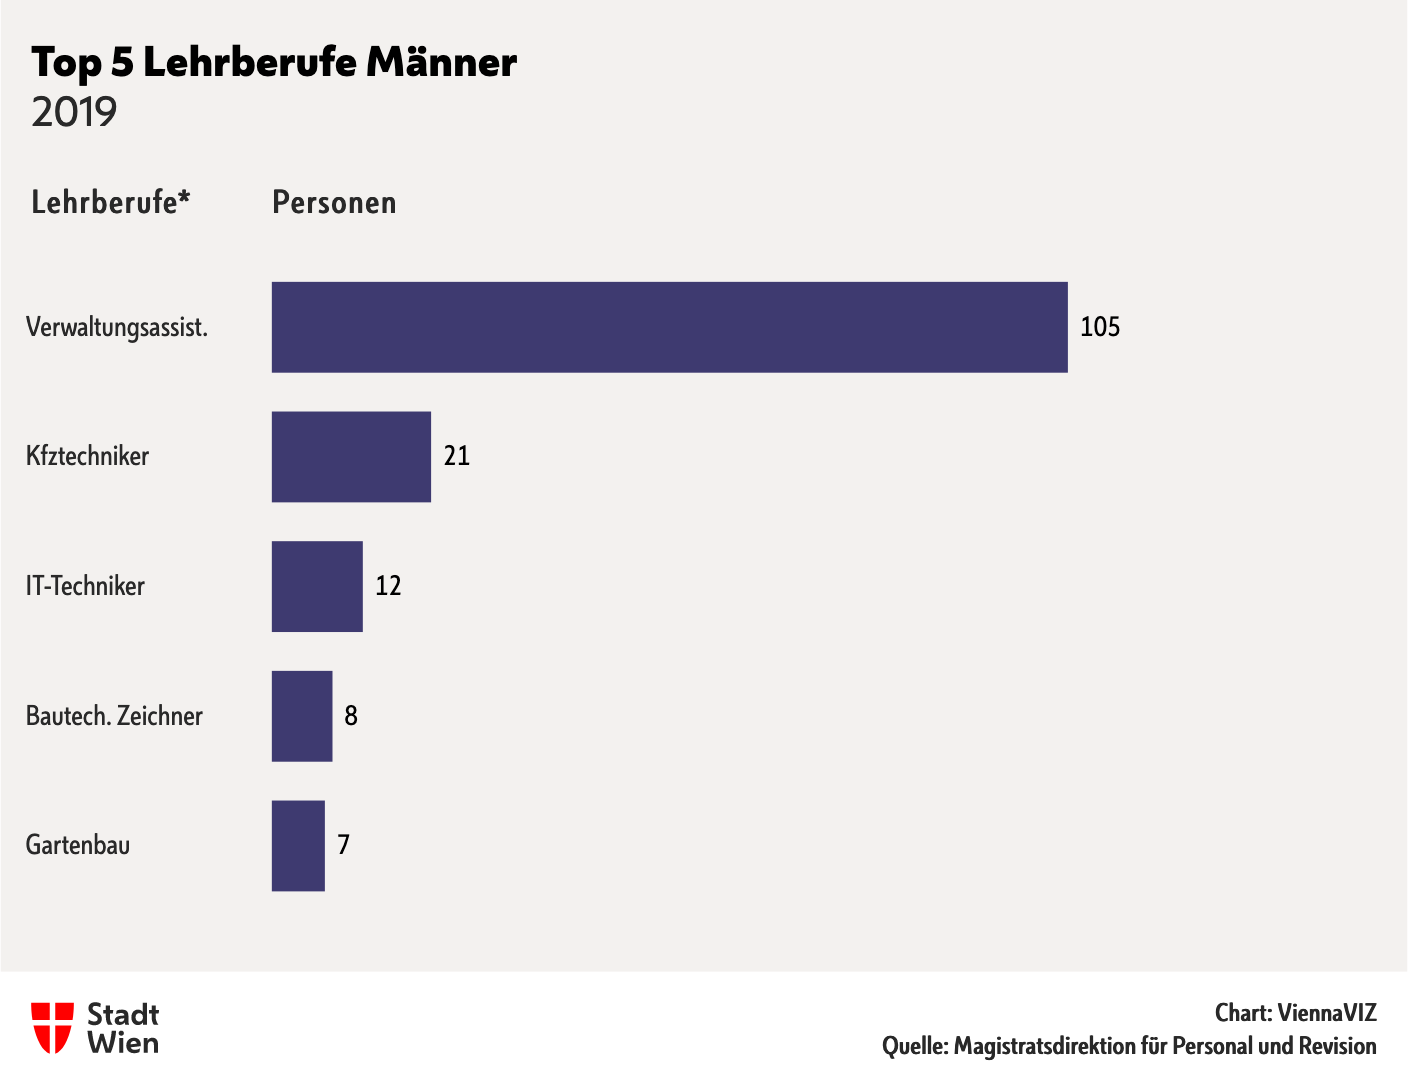 Top 5 Lehrberufe Männer
2019
Lehrberufe* Personen
Verwaltungsassist. 105
Kfztechniker 21
IT-Techniker 12
Bautech. Zeichner 8
Gartenbau 7
Stadt
Wien
Chart: ViennaVIZ
Quelle: Magistratsdirektion für Personal und Revision